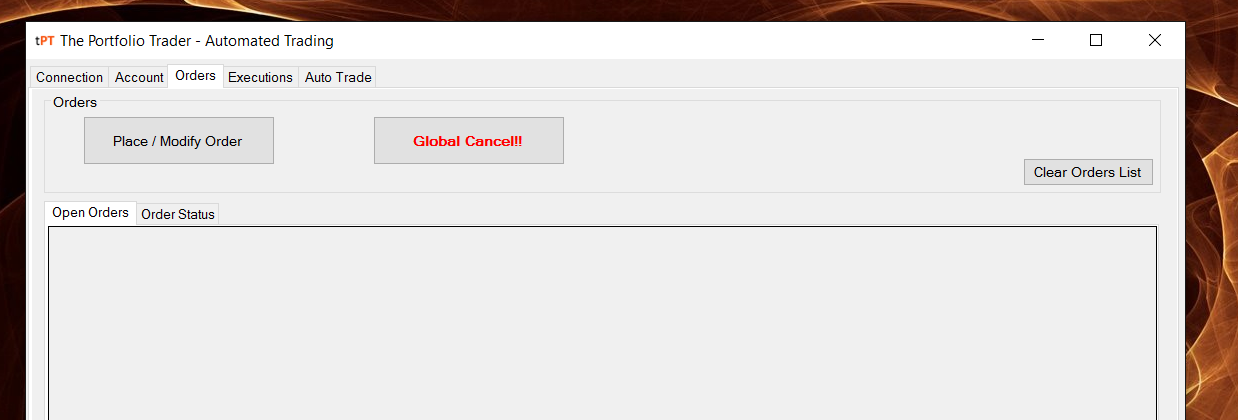 tPT The Portfolio Trader - Automated Trading
Connection Account Orders Executions Auto Trade
Orders
Place / Modify Order Global Cancel!!
Clear Orders List
Open Orders Order Status